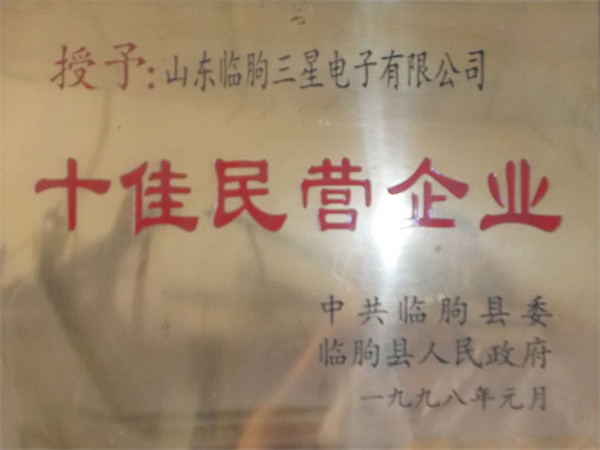 授予:山东临朐三星电子有限公司
十佳民营企业
中共临朐县委
临朐县人民政府
一九九八年元月